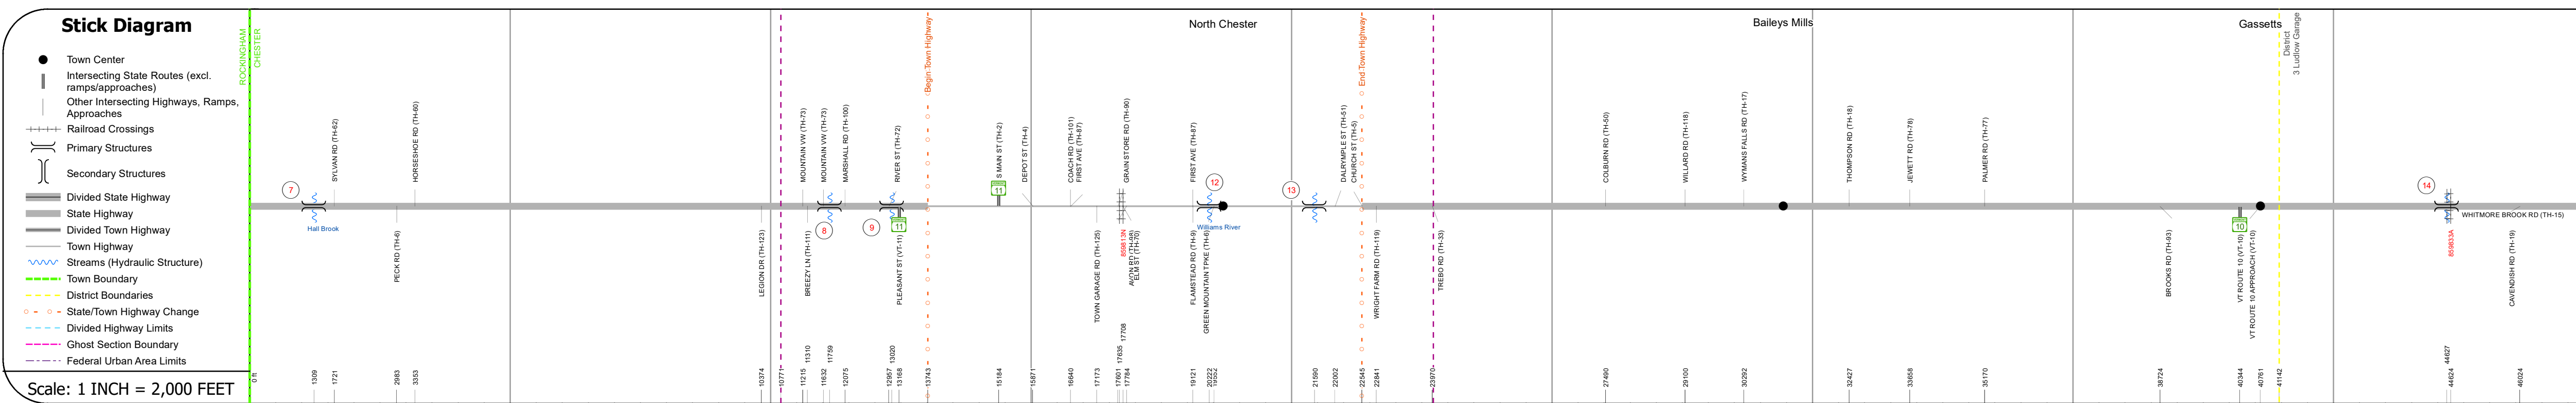 Stick Diagram
Town Center
Intersecting State Routes (excl.
ramps/approaches)
Other Intersecting Highways, Ramps,
Approaches
Railroad Crossings
Primary Structures
Secondary Structures
Divided State Highway
State Highway
Divided Town Highway
Town Highway
Streams (Hydraulic Structure)
Town Boundary
District Boundaries
State/Town Highway Change
Divided Highway Limits
Ghost Section Boundary
Federal Urban Area Limits
Scale: 1 INCH = 2,000 FEET
ROCKINGHAM
CHESTER
North Chester
Baileys Mills
Gassetts
Begin Town Highway
End Town Highway
District
3 Ludlow Garage
SYLVAN RD (TH-62)
HORSESHOE RD (TH-60)
MOUNTAIN VW (TH-73)
MOUNTAIN VW (TH-73)
MARSHALL RD (TH-100)
RIVER ST (TH-72)
S MAIN ST (TH-2)
DEPOT ST (TH-4)
COACH RD (TH-101)
FIRST AVE (TH-87)
GRAIN STORE RD (TH-90)
FIRST AVE (TH-87)
DALRYMPLE ST (TH-51)
CHURCH ST (TH-5)
COLBURN RD (TH-50)
WILLARD RD (TH-118)
WYMANS FALLS RD (TH-17)
THOMPSON RD (TH-18)
JEWETT RD (TH-78)
PALMER RD (TH-77)
7
8
9
11
11
12
13
10
14
Hall Brook
Williams River
WHITMORE BROOK RD (TH-15)
PECK RD (TH-6)
LEGION DR (TH-123)
BREEZY LN (TH-111)
PLEASANT ST (VT-11)
TOWN GARAGE RD (TH-125)
859813N
AVON RD (TH-98)
ELM ST (TH-70)
FLAMSTEAD RD (TH-9)
GREEN MOUNTAIN TPKE (TH-6)
WRIGHT FARM RD (TH-119)
TREBO RD (TH-33)
BROOKS RD (TH-93)
VT ROUTE 10 (VT-10)
VT ROUTE 10 APPROACH (VT-10)
859833A
CAVENDISH RD (TH-19)
0 ft
1309
1721
2983
3353
10374
10771
11215
11310
11632
11759
12075
12957
13020
13168
13743
15184
15871
16640
17173
17601
17635
17708
17784
19121
20222
21590
22002
22545
22841
23970
27490
29100
30292
32427
33658
35170
38724
40344
40761
41142
44627
44624
46024